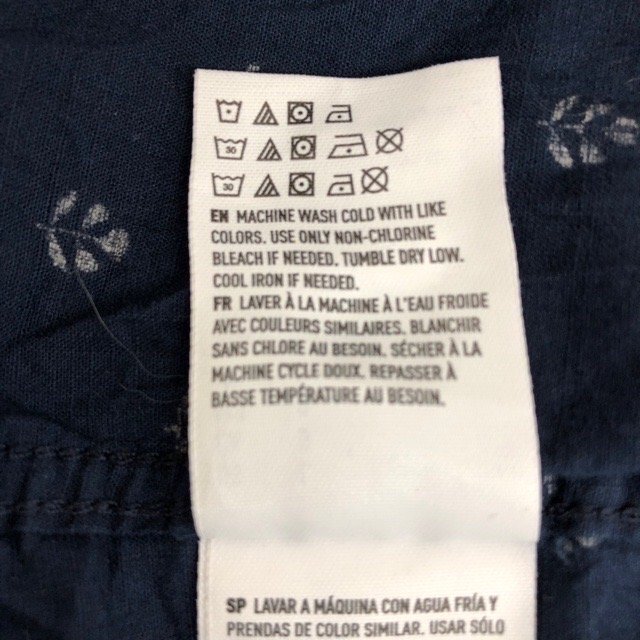 30
30
EN MACHINE WASH COLD WITH LIKE
COLORS. USE ONLY NON-CHLORINE
BLEACH IF NEEDED. TUMBLE DRY LOW.
COOL IRON IF NEEDED.
FR LAVER À LA MACHINE À L'EAU FROIDE
AVEC COULEURS SIMILAIRES. BLANCHIR
SANS CHLORE AU BESOIN. SÉCHER À LA
MACHINE CYCLE DOUX. REPASSER À
BASSE TEMPÉRATURE AU BESOIN.
SP LAVAR A MÁQUINA CON AGUA FRÍA Y
PRENDAS DE COLOR SIMILAR. USAR SÓLO